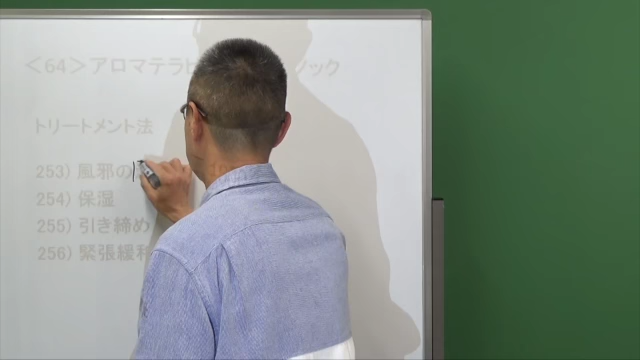 ＜64＞アロマテラピ ック
トリートメント法
253) 風邪の
254) 保湿
255) 引き締め
256) 緊張緩和